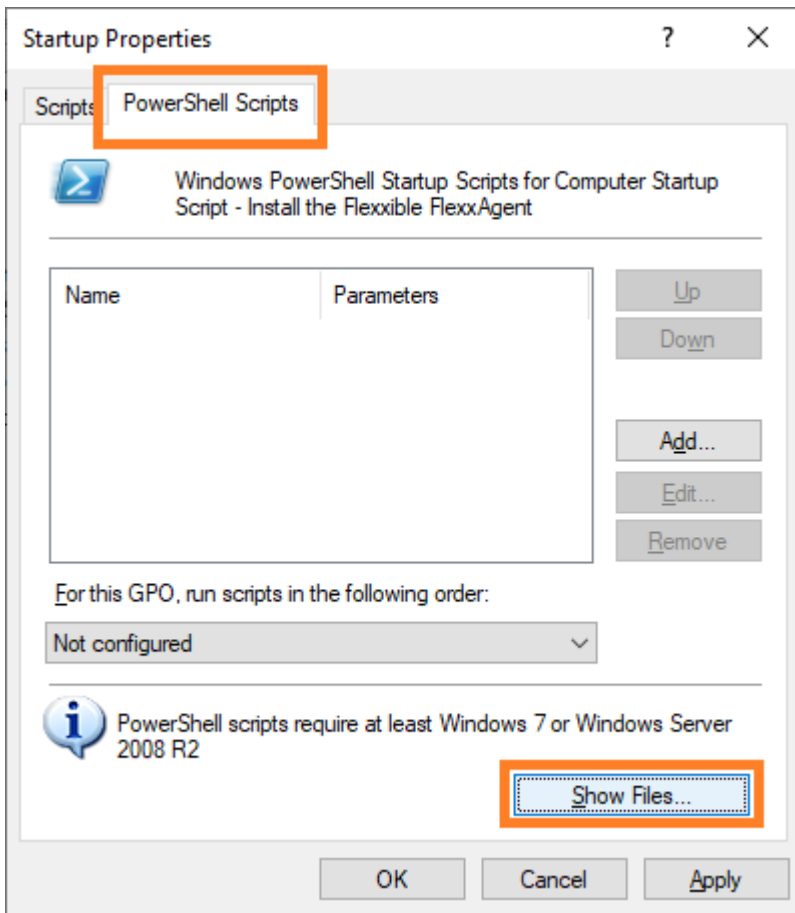 Startup Properties
?
Scripts
PowerShell Scripts
Windows PowerShell Startup Scripts for Computer Startup
Script - Install the Flexxible FlexxAgent
Name
Parameters
Up
Down
Add...
Edit...
Remove
For this GPO, run scripts in the following order:
Not configured
PowerShell scripts require at least Windows 7 or Windows Server
2008 R2
Show Files...
OK
Cancel
Apply